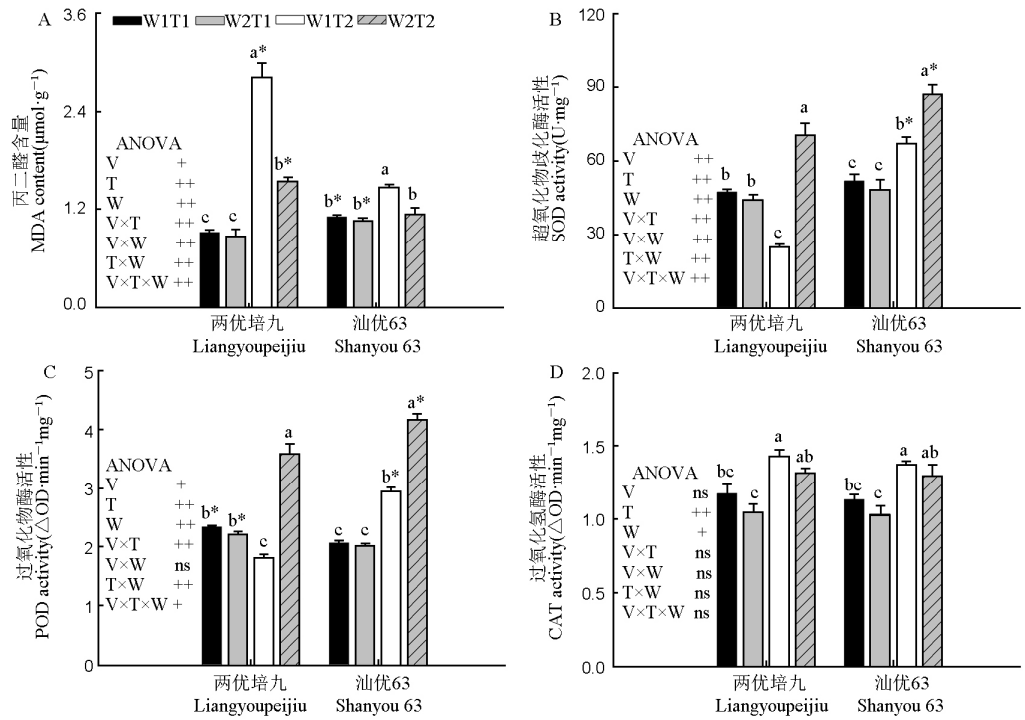 A
W1T1 W2T1 W1T2 W2T2
丙二醛含量
MDA content(μmol·g−1)
3.6
2.4
1.2
0.0
ANOVA
V +
T ++
W ++
V×T ++
V×W ++
T×W ++
V×T×W ++
c c a* b* b* b* a b
两优培九 汕优63
Liangyoupeijiu Shanyou 63
B
超氧化物歧化酶活性
SOD activity(U·mg−1)
120
90
60
30
0
ANOVA
V ++
T ++
W ++
V×T ++
V×W ++
T×W ++
V×T×W ++
b b c a c c b* a*
两优培九 汕优63
Liangyoupeijiu Shanyou 63
C
过氧化物酶活性
POD activity(△OD·min−1mg−1)
5
4
3
2
1
0
ANOVA
V +
T ++
W ++
V×T ++
V×W ns
T×W ++
V×T×W +
b* b* c a c c b* a*
两优培九 汕优63
Liangyoupeijiu Shanyou 63
D
过氧化氢酶活性
CAT activity(△OD·min−1mg−1)
2.0
1.5
1.0
0.5
0.0
ANOVA
V ns
T ++
W +
V×T ns
V×W ns
T×W ns
V×T×W ns
bc c a ab bc c a ab
两优培九 汕优63
Liangyoupeijiu Shanyou 63